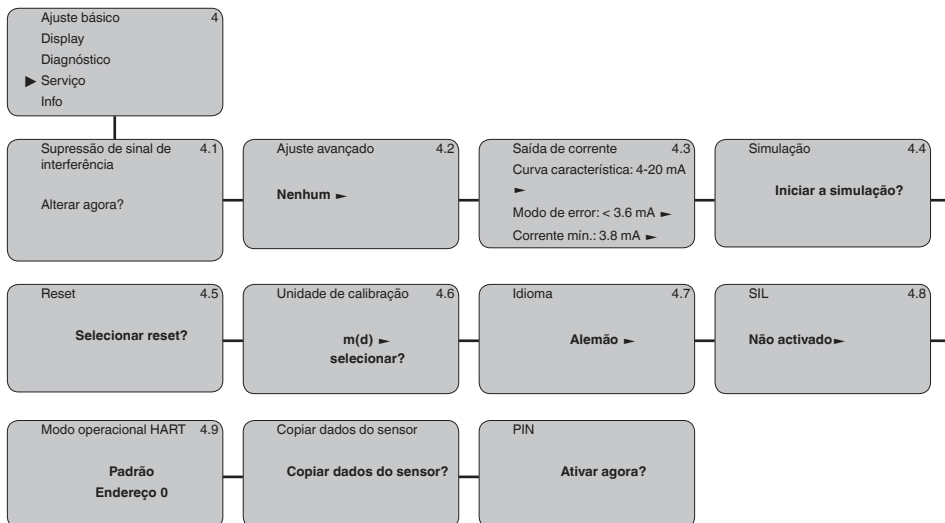 Ajuste básico 4
Display
Diagnóstico
▶ Serviço
Info
Supressão de sinal de 4.1
interferência
Alterar agora?
Ajuste avançado 4.2
Nenhum ►
Saída de corrente 4.3
Curva característica: 4-20 mA
►
Modo de error: < 3.6 mA ►
Corrente mín.: 3.8 mA ►
Simulação 4.4
Iniciar a simulação?
Reset 4.5
Selecionar reset?
Unidade de calibração 4.6
m(d) ►
selecionar?
Idioma 4.7
Alemão ►
SIL 4.8
Não activado ►
Modo operacional HART 4.9
Padrão
Endereço 0
Copiar dados do sensor
Copiar dados do sensor?
PIN
Ativar agora?